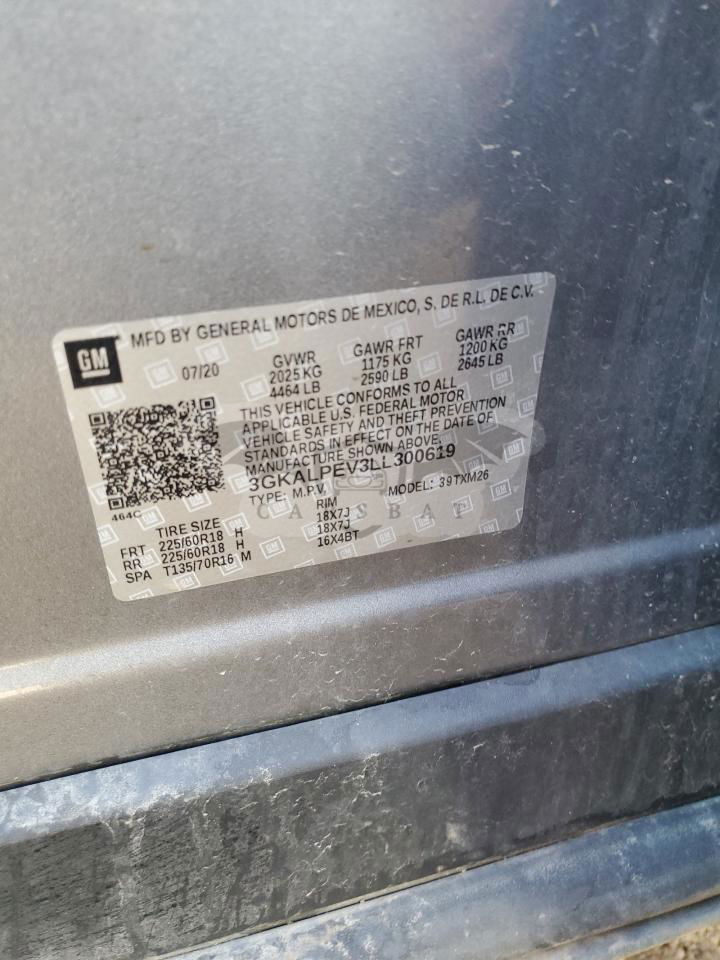 GM
MFD BY GENERAL MOTORS DE MEXICO, S. DE R.L. DE C.V.
07/20 GVWR GAWR FRT GAWR RR
2025 KG 1175 KG 1200 KG
4464 LB 2590 LB 2645 LB
THIS VEHICLE CONFORMS TO ALL
APPLICABLE U.S. FEDERAL MOTOR
VEHICLE SAFETY AND THEFT PREVENTION
STANDARDS IN EFFECT ON THE DATE OF
MANUFACTURE SHOWN ABOVE.
3GKALPEV3LL300619
TYPE: M.P.V. MODEL: 39TXM26
464C
TIRE SIZE RIM
FRT 225/60R18 H 18X7J
RR 225/60R18 H 18X7J
SPA T135/70R16 M 16X4BT